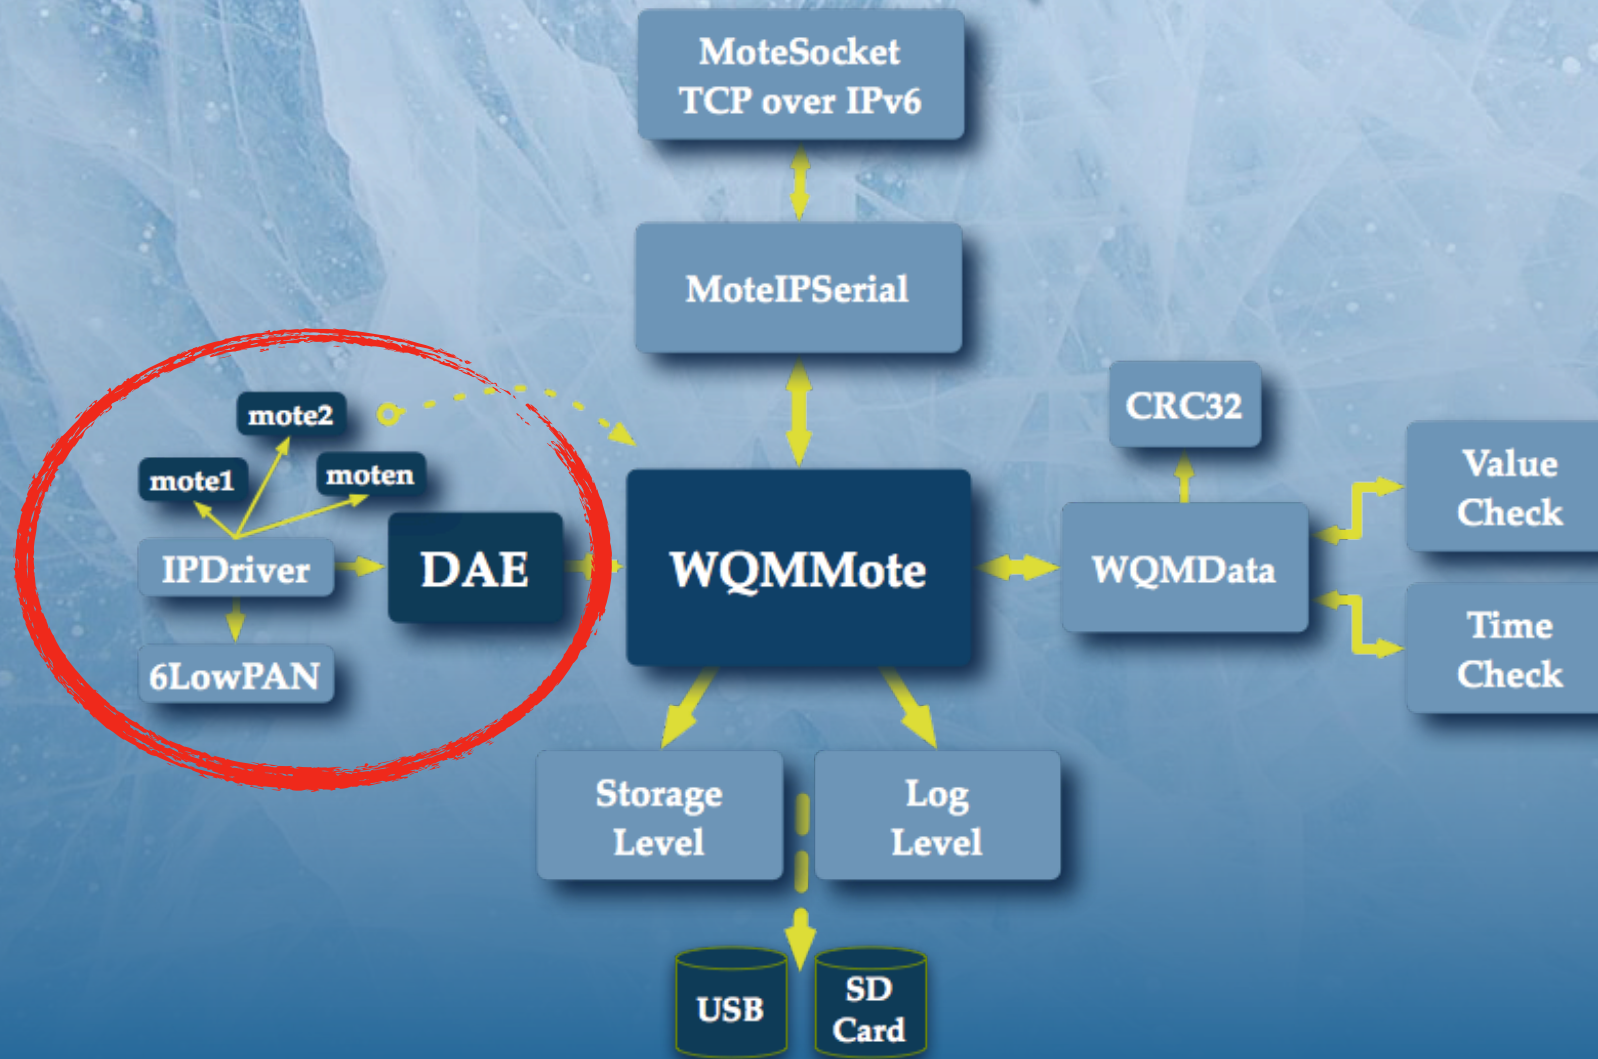 MoteSocket
TCP over IPv6
MoteIPSerial
mote2
mote1
moten
IPDriver
DAE
6LowPAN
WQMMote
CRC32
WQMData
Value
Check
Time
Check
Storage
Level
Log
Level
USB
SD
Card